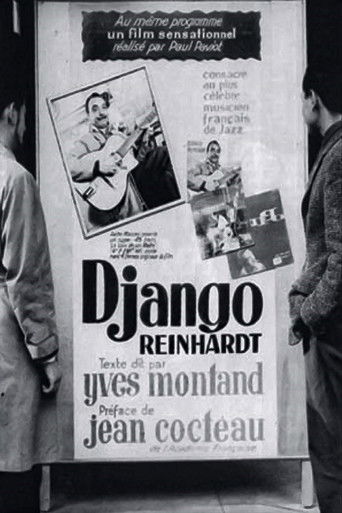 Au même programme
un film sensationnel
réalisé par Paul Paviot
consacré
au plus
célèbre
musicien
français
de Jazz
Django
REINHARDT
Texte dit par
yves montand
Préface de
jean cocteau
de l'Académie Française